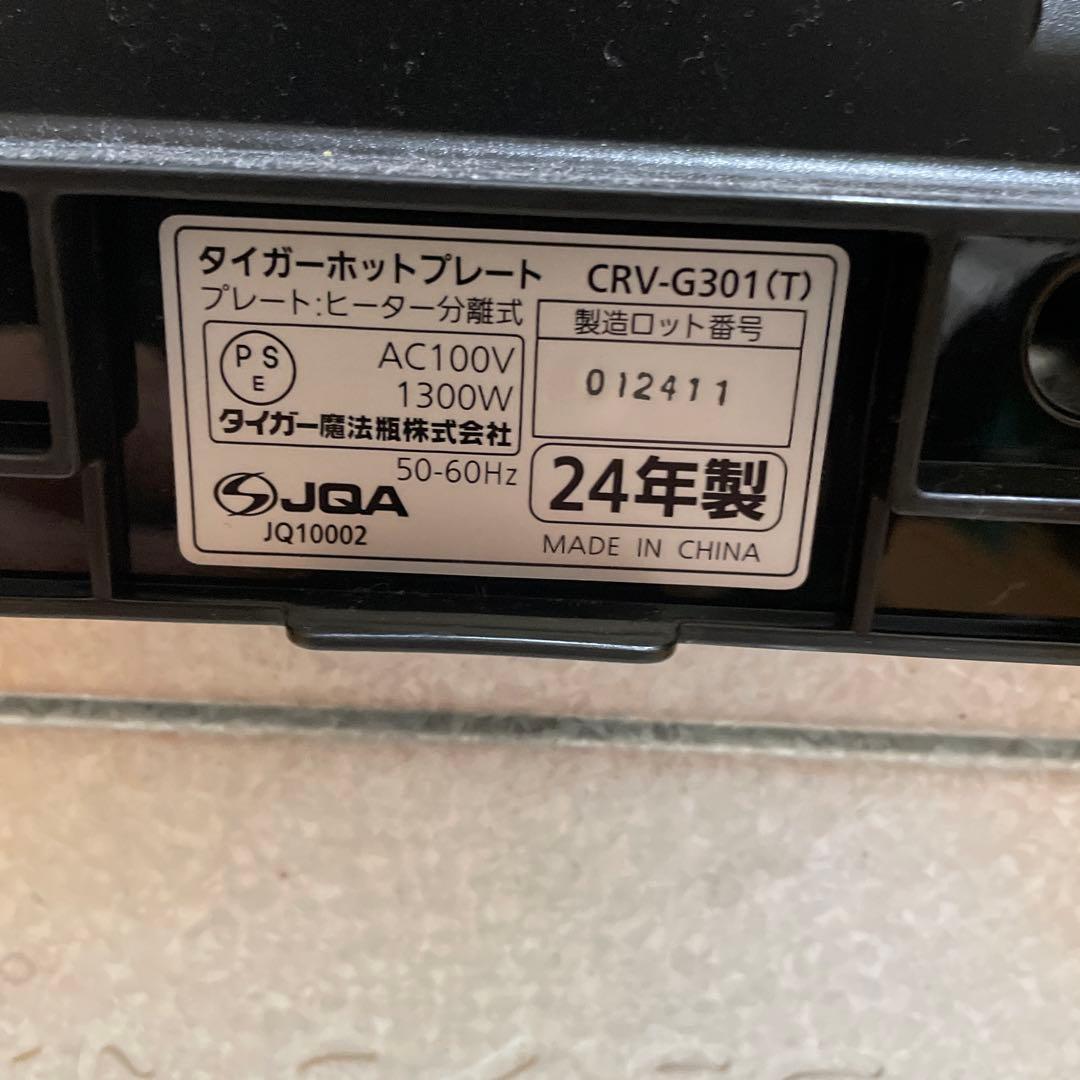 タイガーホットプレート CRV-G301(T)
プレート:ヒーター分離式
製造ロット番号
012411
PS
E
AC100V
1300W
タイガー魔法瓶株式会社
50-60Hz
JQA
JQ10002
24年製
MADE IN CHINA